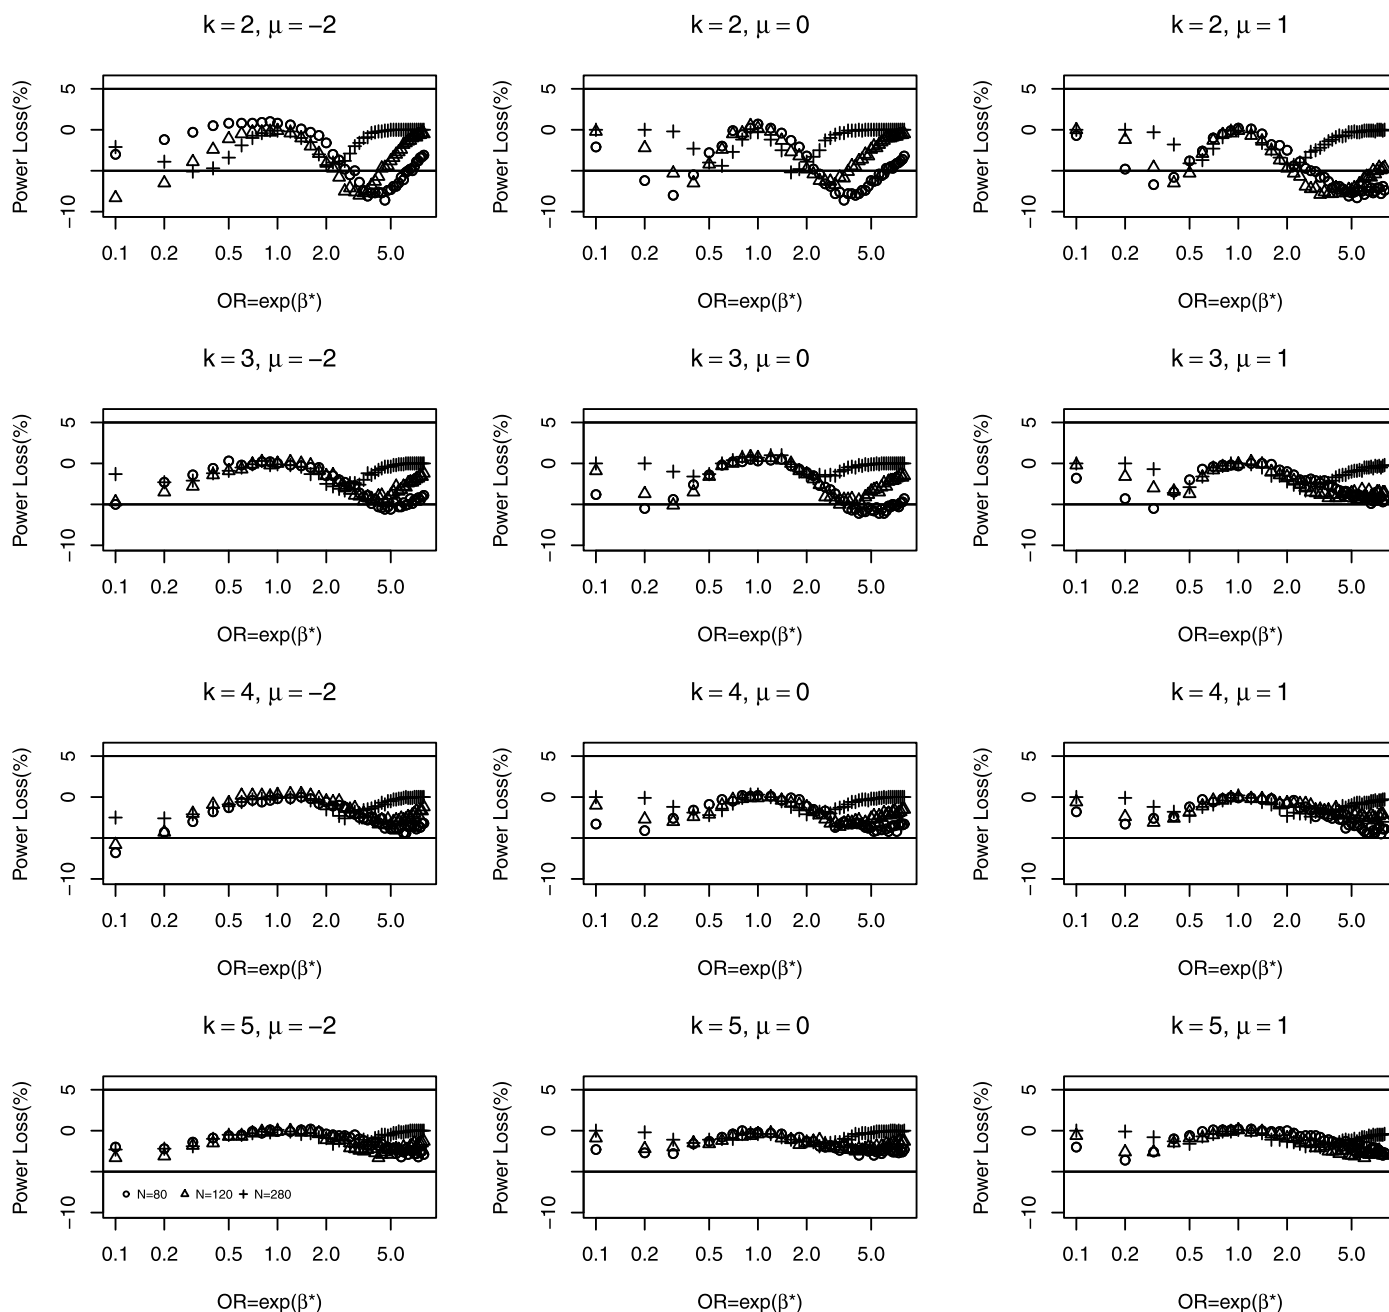 k = 2, μ = −2
k = 2, μ = 0
k = 2, μ = 1
Power Loss(%)
5
0
−10
0.1 0.2 0.5 1.0 2.0 5.0
OR=exp(β*)
Power Loss(%)
5
0
−10
0.1 0.2 0.5 1.0 2.0 5.0
OR=exp(β*)
Power Loss(%)
5
0
−10
0.1 0.2 0.5 1.0 2.0 5.0
OR=exp(β*)
k = 3, μ = −2
k = 3, μ = 0
k = 3, μ = 1
Power Loss(%)
5
0
−10
0.1 0.2 0.5 1.0 2.0 5.0
OR=exp(β*)
Power Loss(%)
5
0
−10
0.1 0.2 0.5 1.0 2.0 5.0
OR=exp(β*)
Power Loss(%)
5
0
−10
0.1 0.2 0.5 1.0 2.0 5.0
OR=exp(β*)
k = 4, μ = −2
k = 4, μ = 0
k = 4, μ = 1
Power Loss(%)
5
0
−10
0.1 0.2 0.5 1.0 2.0 5.0
OR=exp(β*)
Power Loss(%)
5
0
−10
0.1 0.2 0.5 1.0 2.0 5.0
OR=exp(β*)
Power Loss(%)
5
0
−10
0.1 0.2 0.5 1.0 2.0 5.0
OR=exp(β*)
k = 5, μ = −2
k = 5, μ = 0
k = 5, μ = 1
Power Loss(%)
5
0
−10
N=80 N=120 N=280
0.1 0.2 0.5 1.0 2.0 5.0
OR=exp(β*)
Power Loss(%)
5
0
−10
0.1 0.2 0.5 1.0 2.0 5.0
OR=exp(β*)
Power Loss(%)
5
0
−10
0.1 0.2 0.5 1.0 2.0 5.0
OR=exp(β*)